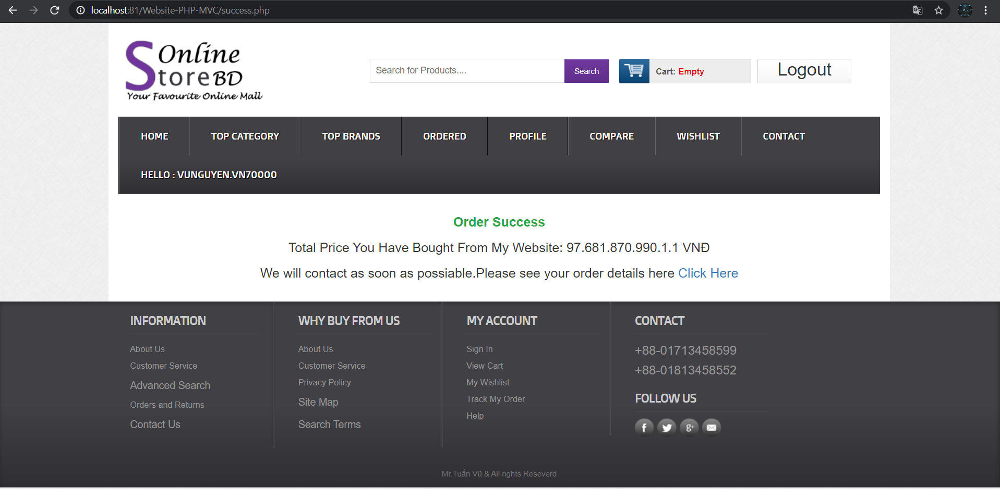 localhost:81/Website-PHP-MVC/success.php
S Online
Store BD
Your Favourite Online Mall
Search for Products....
Search
Cart: Empty
Logout
HOME
TOP CATEGORY
TOP BRANDS
ORDERED
PROFILE
COMPARE
WISHLIST
CONTACT
HELLO : VUNGUYEN.VN70000
Order Success
Total Price You Have Bought From My Website: 97.681.870.990.1.1 VNĐ
We will contact as soon as possiable.Please see your order details here Click Here
INFORMATION
About Us
Customer Service
Advanced Search
Orders and Returns
Contact Us
WHY BUY FROM US
About Us
Customer Service
Privacy Policy
Site Map
Search Terms
MY ACCOUNT
Sign In
View Cart
My Wishlist
Track My Order
Help
CONTACT
+88-01713458599
+88-01813458552
FOLLOW US
Mr.Tuấn Vũ & All rights Reseverd